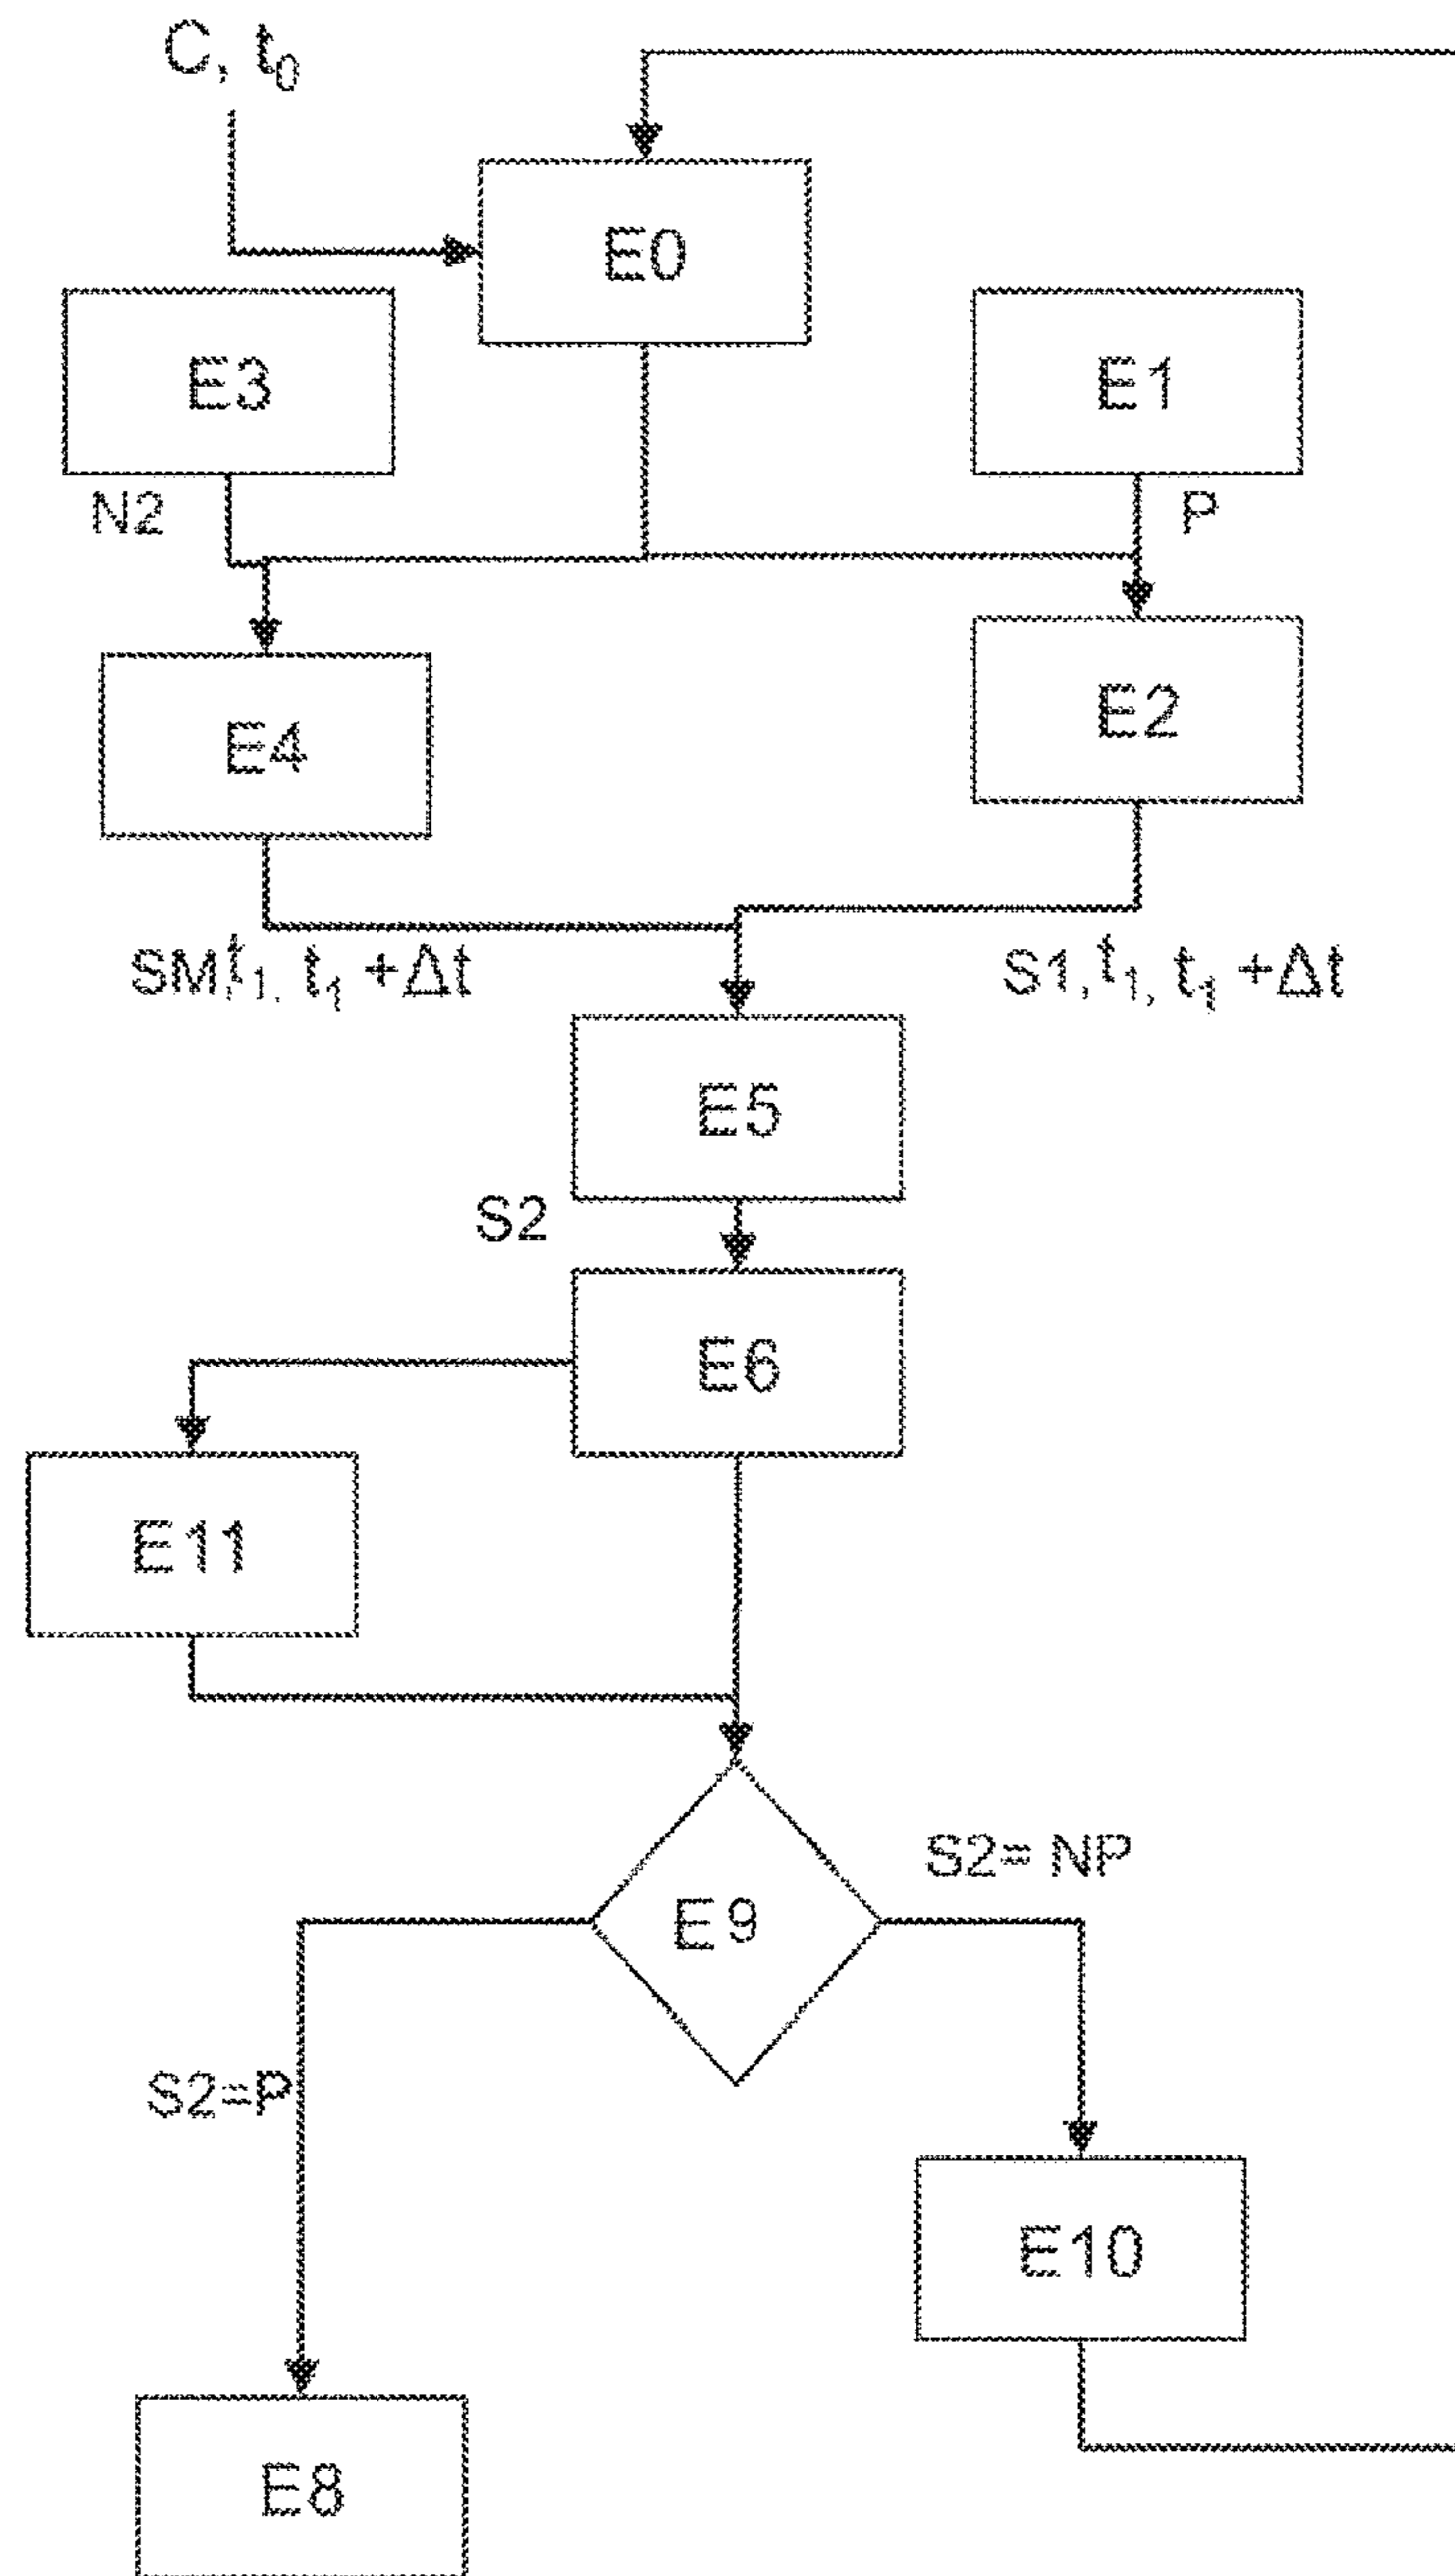 C, t0
E0
E3
E1
N2
P
E4
E2
SM, t1, t1 +Δt
S1, t1, t1 +Δt
E5
S2
E6
E11
S2= NP
E9
S2=P
E10
E8